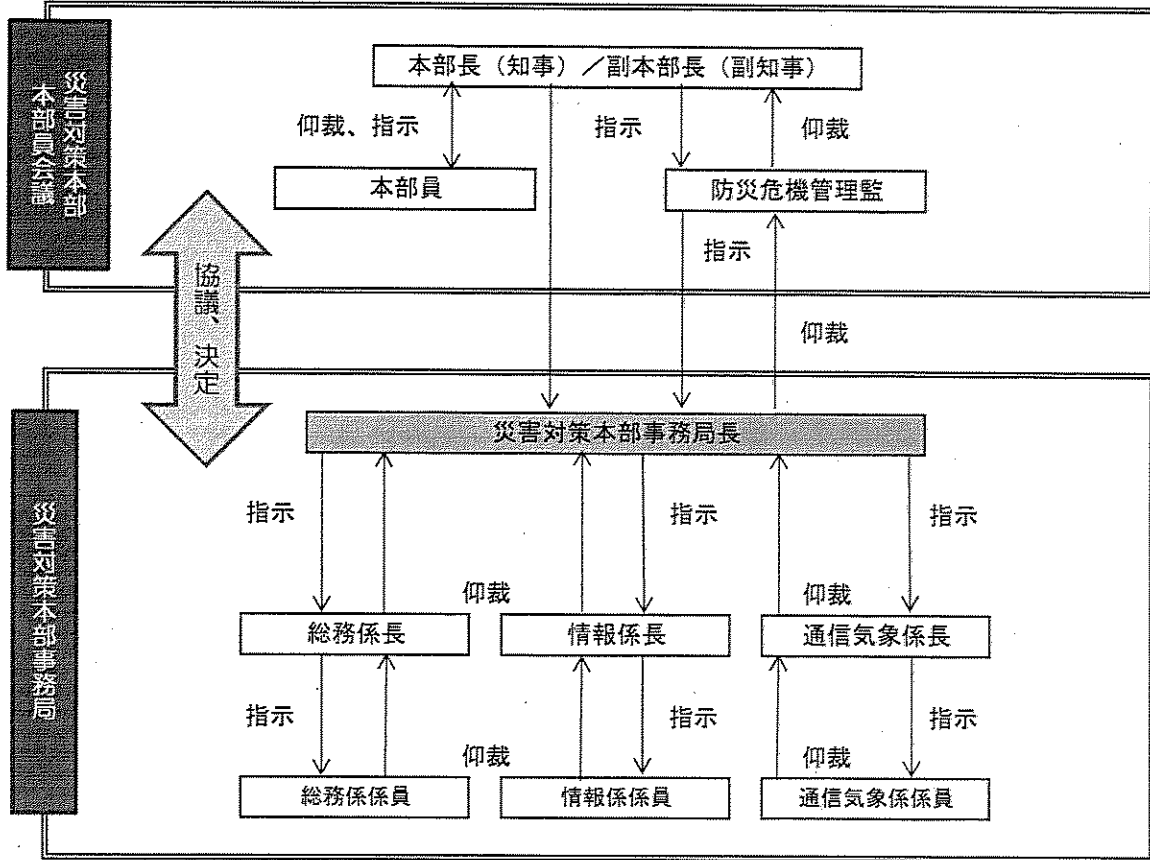 災害対策本部
本部員会議
本部長（知事）／副本部長（副知事）
仰裁、指示
指示
仰裁
本部員
防災危機管理監
指示
協議、決定
仰裁
災害対策本部事務局
災害対策本部事務局長
指示
指示
指示
仰裁
仰裁
総務係長
情報係長
通信気象係長
指示
指示
指示
仰裁
仰裁
総務係係員
情報係係員
通信気象係係員